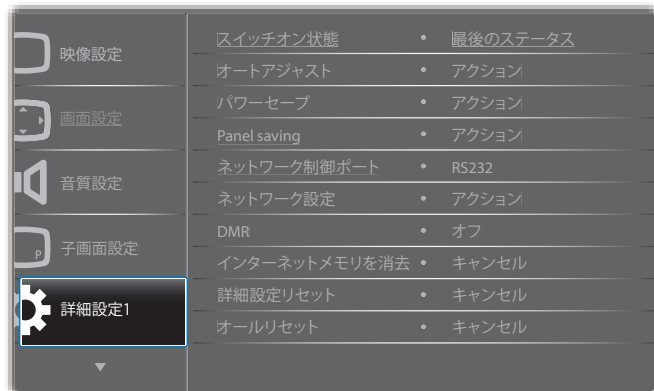 映像設定
画面設定
音質設定
子画面設定
詳細設定1
スイッチオン状態 • 最後のステータス
オートアジャスト • アクション
パワーセーブ • アクション
Panel saving • アクション
ネットワーク制御ポート • RS232
ネットワーク設定 • アクション
DMR • オフ
インターネットメモリを消去 • キャンセル
詳細設定リセット • キャンセル
オールリセット • キャンセル
P